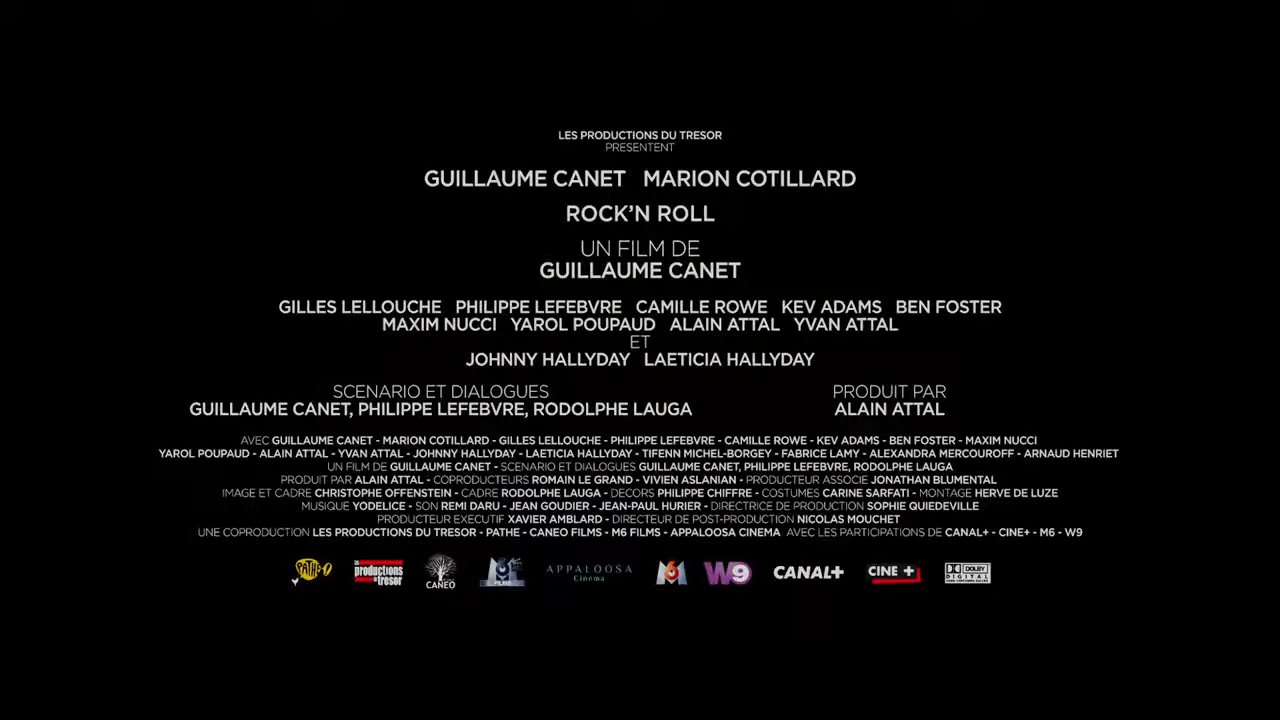 LES PRODUCTIONS DU TRESOR
PRESENTENT
GUILLAUME CANET MARION COTILLARD
ROCK'N ROLL
UN FILM DE
GUILLAUME CANET
GILLES LELLOUCHE PHILIPPE LEFEBVRE CAMILLE ROWE KEV ADAMS BEN FOSTER
MAXIM NUCCI YAROL POUPAUD ALAIN ATTAL YVAN ATTAL
ET
JOHNNY HALLYDAY LAETICIA HALLYDAY
SCENARIO ET DIALOGUES
GUILLAUME CANET, PHILIPPE LEFEBVRE, RODOLPHE LAUGA
PRODUIT PAR
ALAIN ATTAL
AVEC GUILLAUME CANET - MARION COTILLARD - GILLES LELLOUCHE - PHILIPPE LEFEBVRE - CAMILLE ROWE - KEV ADAMS - BEN FOSTER - MAXIM NUCCI
YAROL POUPAUD - ALAIN ATTAL - YVAN ATTAL - JOHNNY HALLYDAY - LAETICIA HALLYDAY - TIFENN MICHEL-BORGEY - FABRICE LAMY - ALEXANDRA MERCOUROFF - ARNAUD HENRIET
UN FILM DE GUILLAUME CANET - SCENARIO ET DIALOGUES GUILLAUME CANET, PHILIPPE LEFEBVRE, RODOLPHE LAUGA
PRODUIT PAR ALAIN ATTAL - COPRODUCTEURS ROMAIN LE GRAND - VIVIEN ASLANIAN - PRODUCTEUR ASSOCIE JONATHAN BLUMENTAL
IMAGE ET CADRE CHRISTOPHE OFFENSTEIN - CADRE RODOLPHE LAUGA - DECORS PHILIPPE CHIFFRE - COSTUMES CARINE SARFATI - MONTAGE HERVE DE LUZE
MUSIQUE YODELICE - SON REMI DARU - JEAN GOUDIER - JEAN-PAUL HURIER - DIRECTRICE DE PRODUCTION SOPHIE QUIEDEVILLE
PRODUCTEUR EXECUTIF XAVIER AMBLARD - DIRECTEUR DE POST-PRODUCTION NICOLAS MOUCHET
UNE COPRODUCTION LES PRODUCTIONS DU TRESOR - PATHE - CANEO FILMS - M6 FILMS - APPALOOSA CINEMA AVEC LES PARTICIPATIONS DE CANAL+ - CINE+ - M6 - W9
PATHE
Les productions du tresor
CANEO
M6 FILMS
APPALOOSA
Cinema
M6
W9
CANAL+
CINE +
DOLBY
DIGITAL